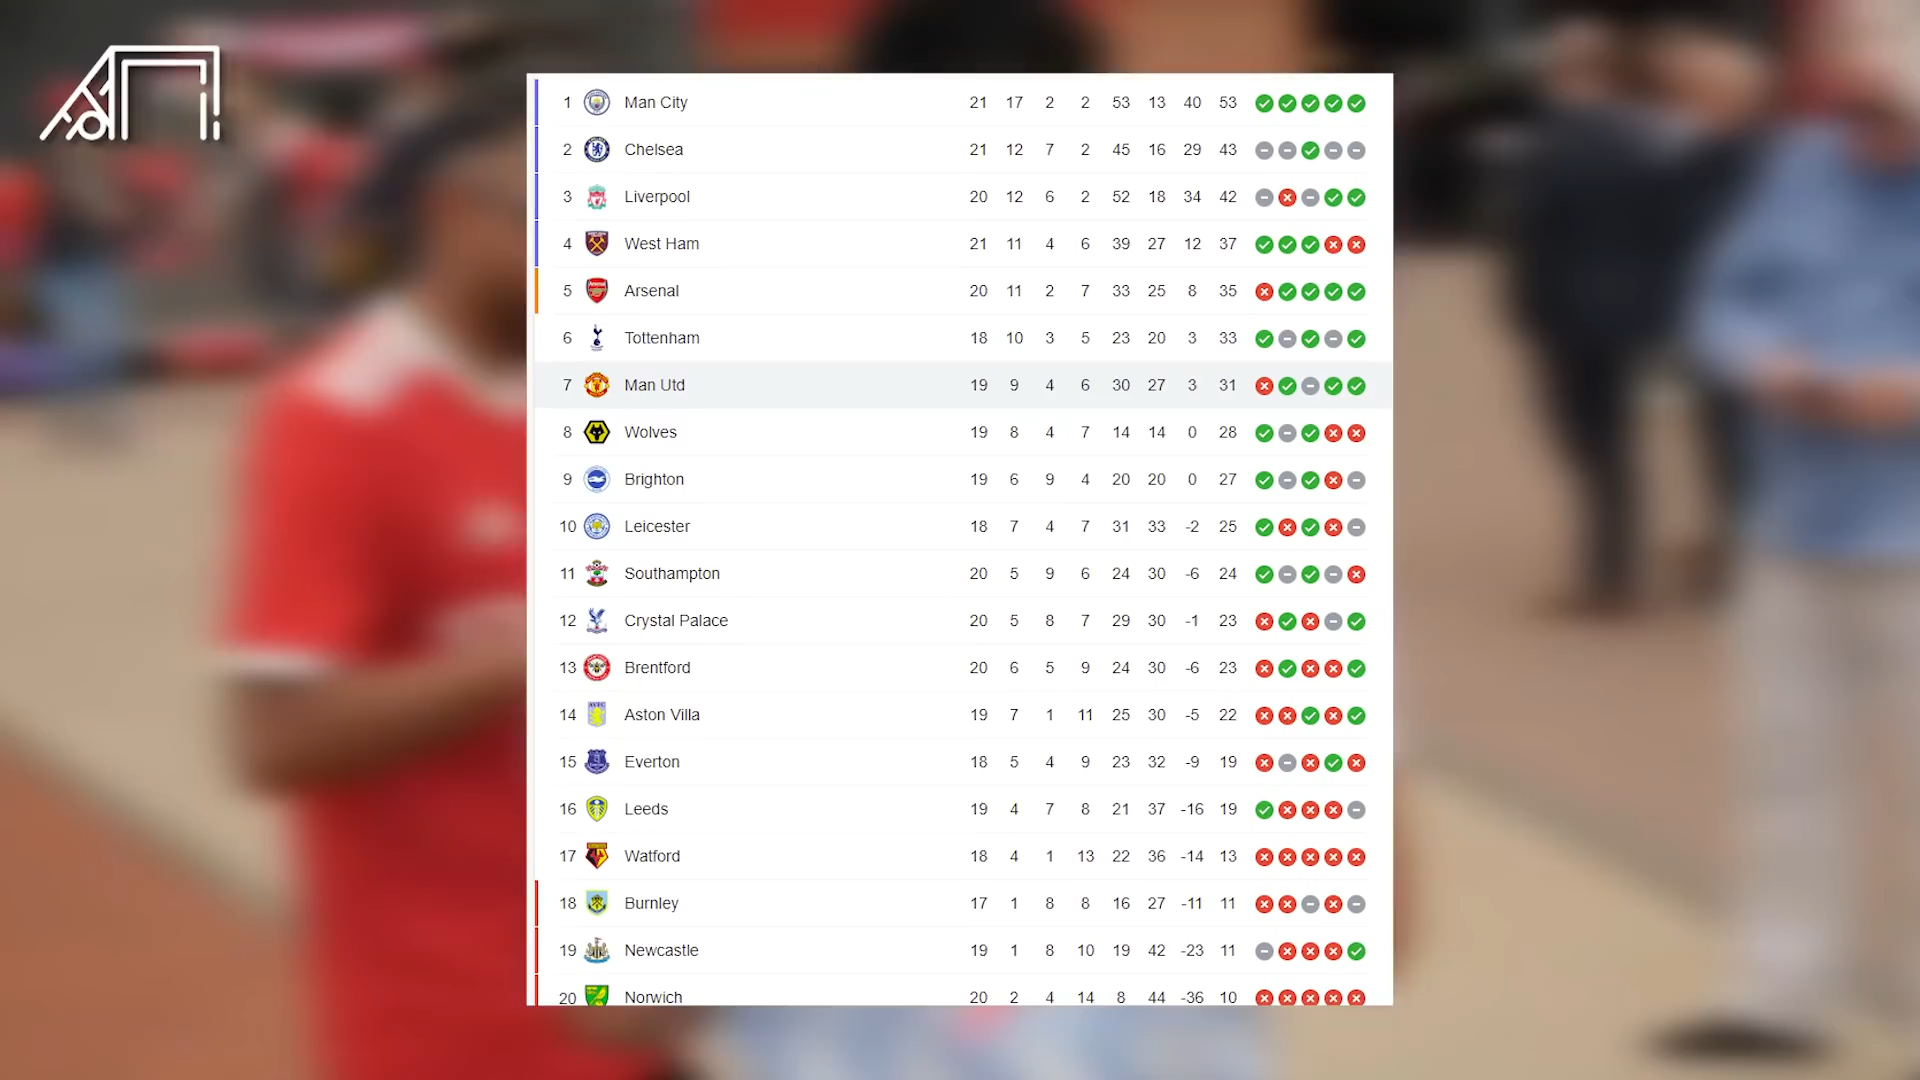 1 Man City 21 17 2 2 53 13 40 53
2 Chelsea 21 12 7 2 45 16 29 43
3 Liverpool 20 12 6 2 52 18 34 42
4 West Ham 21 11 4 6 39 27 12 37
5 Arsenal 20 11 2 7 33 25 8 35
6 Tottenham 18 10 3 5 23 20 3 33
7 Man Utd 19 9 4 6 30 27 3 31
8 Wolves 19 8 4 7 14 14 0 28
9 Brighton 19 6 9 4 20 20 0 27
10 Leicester 18 7 4 7 31 33 -2 25
11 Southampton 20 5 9 6 24 30 -6 24
12 Crystal Palace 20 5 8 7 29 30 -1 23
13 Brentford 20 6 5 9 24 30 -6 23
14 Aston Villa 19 7 1 11 25 30 -5 22
15 Everton 18 5 4 9 23 32 -9 19
16 Leeds 19 4 7 8 21 37 -16 19
17 Watford 18 4 1 13 22 36 -14 13
18 Burnley 17 1 8 8 16 27 -11 11
19 Newcastle 19 1 8 10 19 42 -23 11
20 Norwich 20 2 4 14 8 44 -36 10